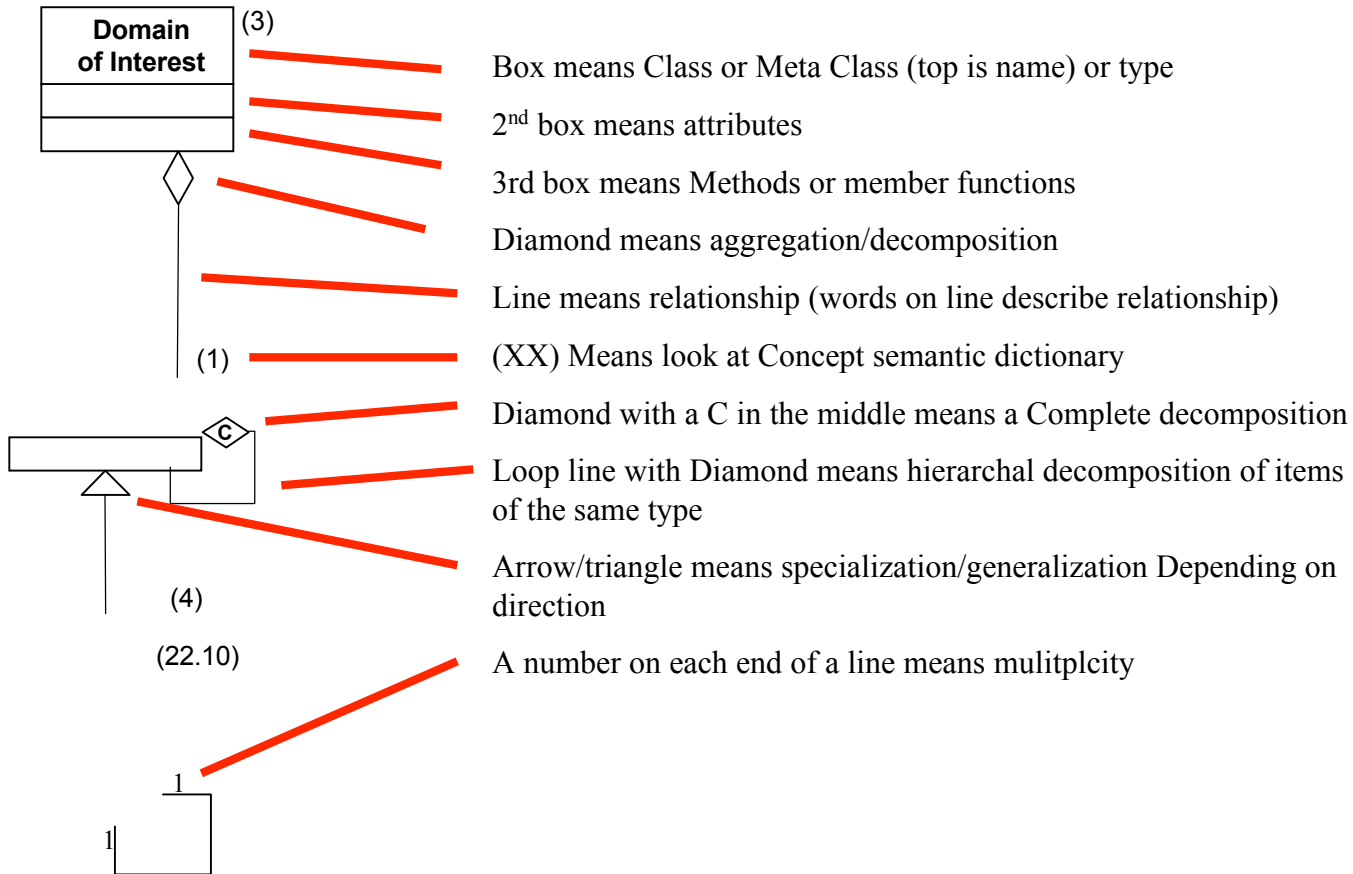 Domain
of Interest
(3)
Box means Class or Meta Class (top is name) or type
2nd box means attributes
3rd box means Methods or member functions
Diamond means aggregation/decomposition
Line means relationship (words on line describe relationship)
(1)
(XX) Means look at Concept semantic dictionary
Diamond with a C in the middle means a Complete decomposition
C
Loop line with Diamond means hierarchal decomposition of items
of the same type
Arrow/triangle means specialization/generalization Depending on
direction
(4)
(22.10)
A number on each end of a line means mulitplcity
1
1